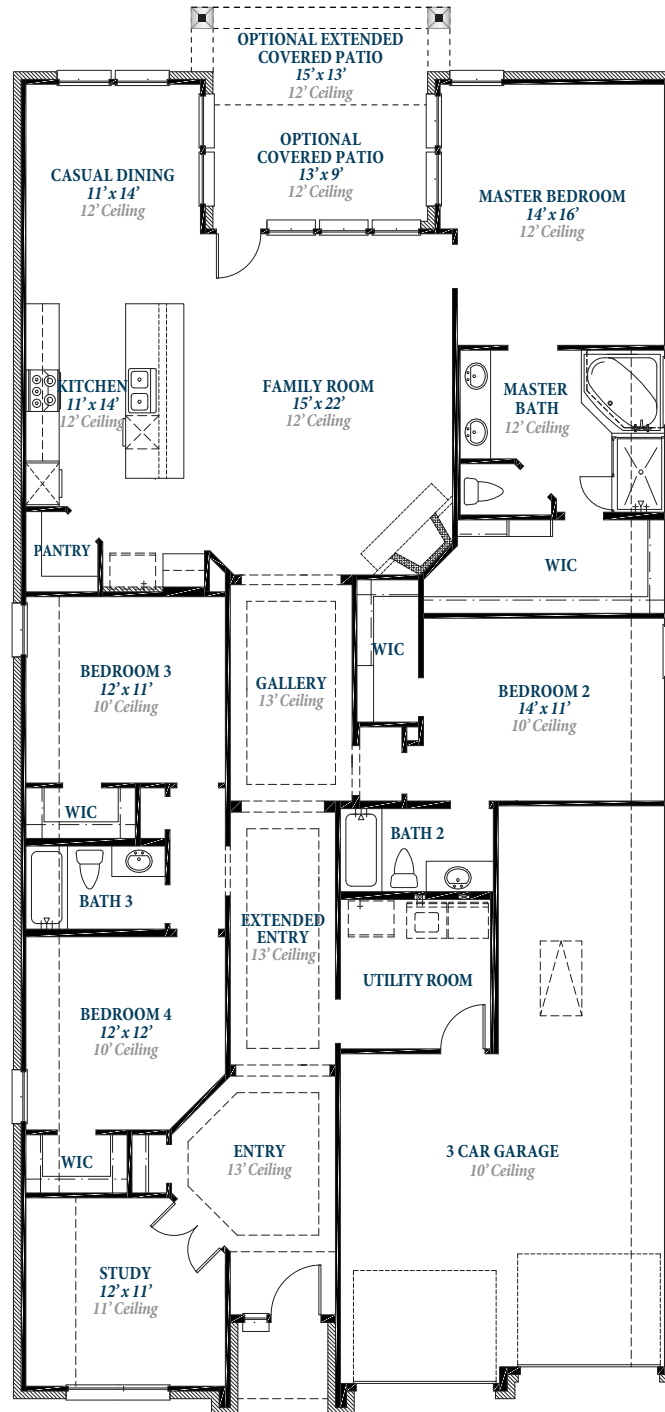 OPTIONAL EXTENDED
COVERED PATIO
15' x 13'
12' Ceiling
OPTIONAL
COVERED PATIO
13' x 9'
12' Ceiling
CASUAL DINING
11' x 14'
12' Ceiling
MASTER BEDROOM
14' x 16'
12' Ceiling
KITCHEN
11' x 14'
12' Ceiling
FAMILY ROOM
15' x 22'
12' Ceiling
MASTER
BATH
12' Ceiling
PANTRY
WIC
BEDROOM 3
12' x 11'
10' Ceiling
GALLERY
13' Ceiling
WIC
BEDROOM 2
14' x 11'
10' Ceiling
WIC
BATH 2
BATH 3
EXTENDED
ENTRY
13' Ceiling
UTILITY ROOM
BEDROOM 4
12' x 12'
10' Ceiling
WIC
ENTRY
13' Ceiling
3 CAR GARAGE
10' Ceiling
STUDY
12' x 11'
11' Ceiling